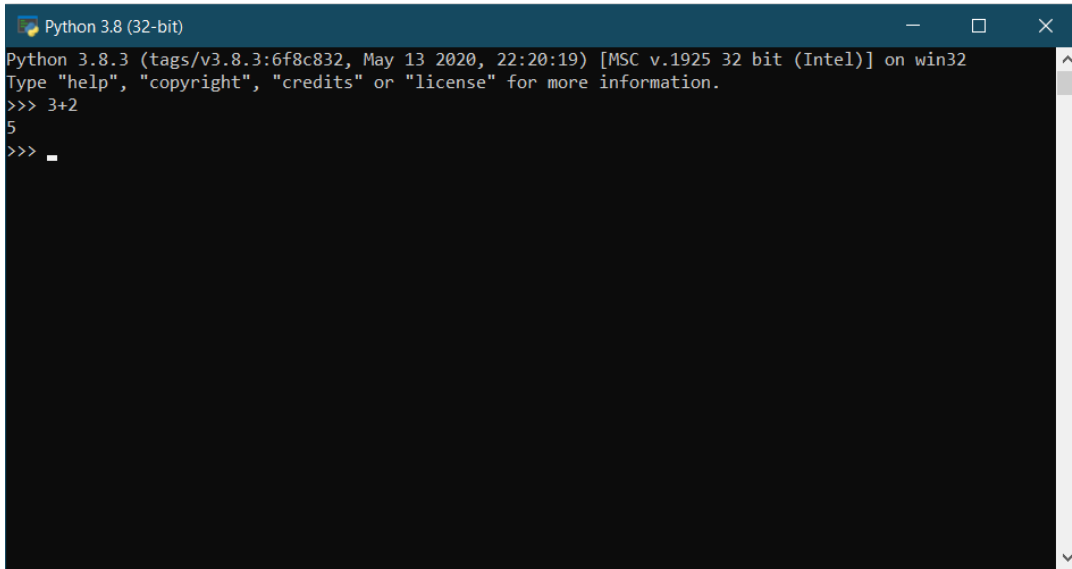 Python 3.8 (32-bit)
Python 3.8.3 (tags/v3.8.3:6f8c832, May 13 2020, 22:20:19) [MSC v.1925 32 bit (Intel)] on win32
Type "help", "copyright", "credits" or "license" for more information.
>>> 3+2
5
>>>